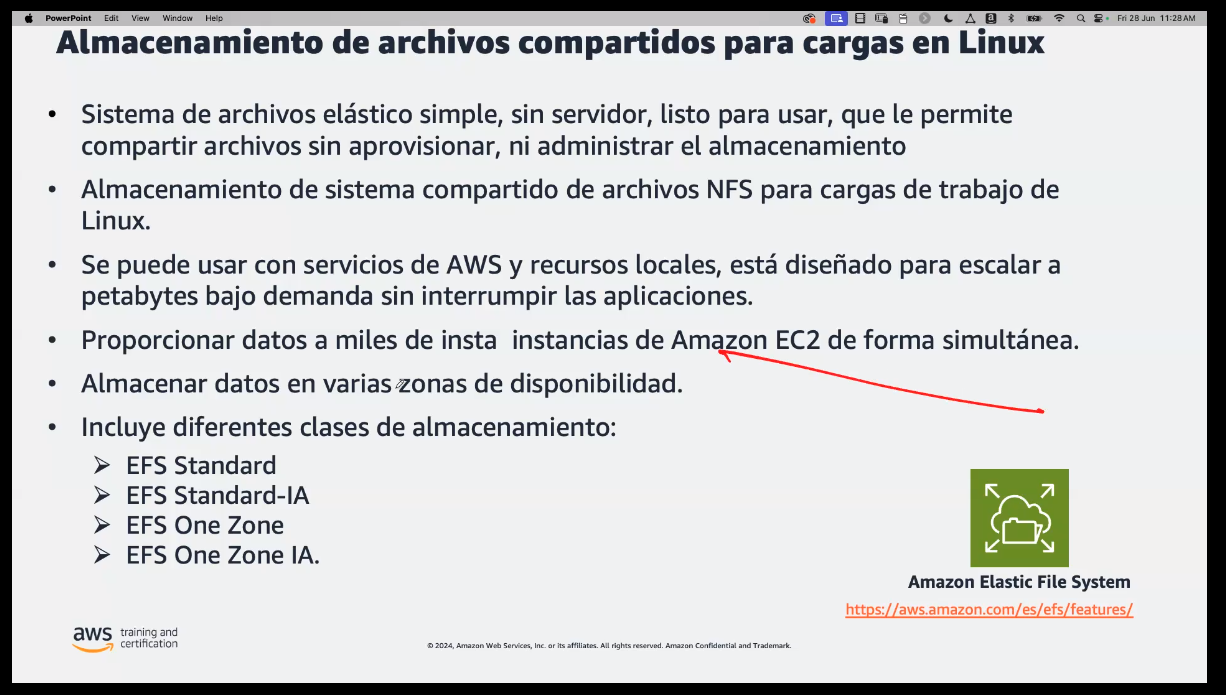 PowerPoint Edit View Window Help Fri 28 Jun 11:28 AM
Almacenamiento de archivos compartidos para cargas en Linux
• Sistema de archivos elástico simple, sin servidor, listo para usar, que le permite
compartir archivos sin aprovisionar, ni administrar el almacenamiento
• Almacenamiento de sistema compartido de archivos NFS para cargas de trabajo de
Linux.
• Se puede usar con servicios de AWS y recursos locales, está diseñado para escalar a
petabytes bajo demanda sin interrumpir las aplicaciones.
• Proporcionar datos a miles de insta instancias de Amazon EC2 de forma simultánea.
• Almacenar datos en varias zonas de disponibilidad.
• Incluye diferentes clases de almacenamiento:
➢ EFS Standard
➢ EFS Standard-IA
➢ EFS One Zone
➢ EFS One Zone IA.
Amazon Elastic File System
https://aws.amazon.com/es/efs/features/
aws training and
certification
© 2024, Amazon Web Services, Inc. or its affiliates. All rights reserved. Amazon Confidential and Trademark.